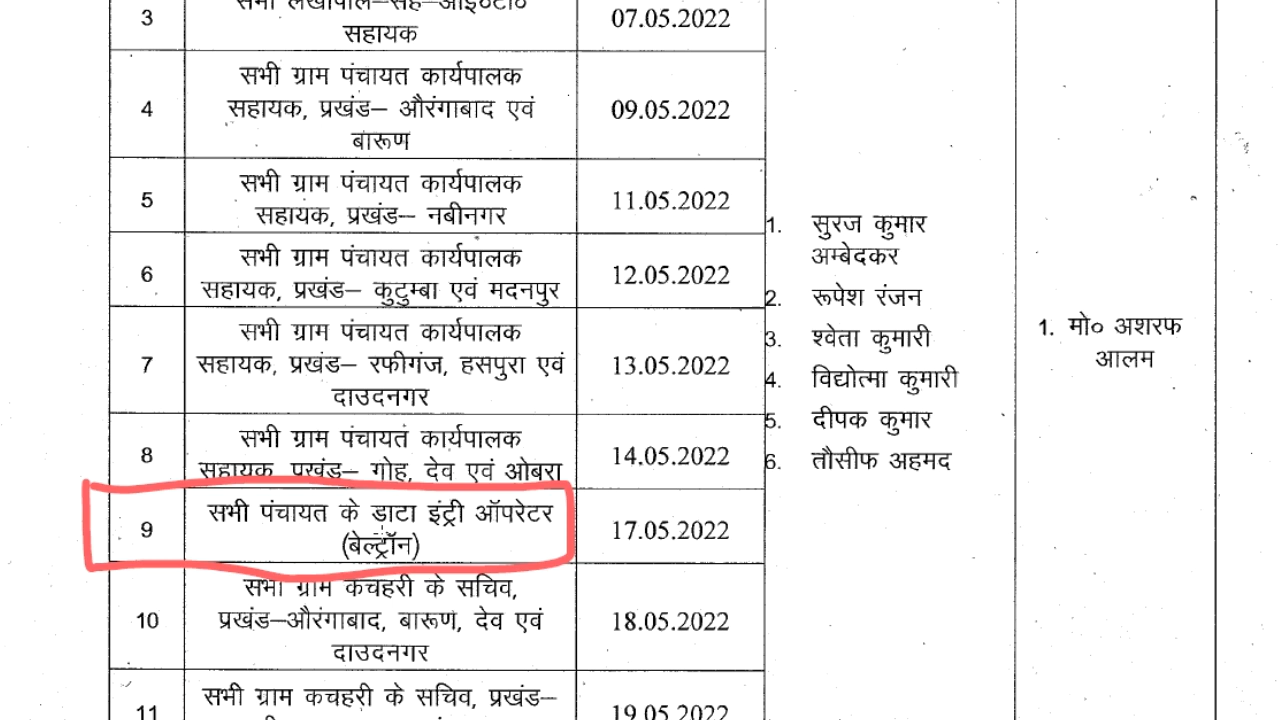 3
सहायक
07.05.2022
4
सभी ग्राम पंचायत कार्यपालक
सहायक, प्रखंड– औरंगाबाद एवं
बारूण
09.05.2022
5
सभी ग्राम पंचायत कार्यपालक
सहायक, प्रखंड– नबीनगर
11.05.2022
6
सभी ग्राम पंचायत कार्यपालक
सहायक, प्रखंड– कुटुम्बा एवं मदनपुर
12.05.2022
7
सभी ग्राम पंचायत कार्यपालक
सहायक, प्रखंड– रफीगंज, हसपुरा एवं
दाउदनगर
13.05.2022
8
सभी ग्राम पंचायत कार्यपालक
सहायक, प्रखंड– गोह, देव एवं ओबरा
14.05.2022
9
सभी पंचायत के डाटा इंट्री ऑपरेटर
(बेल्ट्रॉन)
17.05.2022
10
सभी ग्राम कचहरी के सचिव,
प्रखंड–औरंगाबाद, बारूण, देव एवं
दाउदनगर
18.05.2022
11
सभी ग्राम कचहरी के सचिव, प्रखंड–
19.05.2022
1. सुरज कुमार
अम्बेदकर
2. रूपेश रंजन
3. श्वेता कुमारी
4. विद्योत्मा कुमारी
5. दीपक कुमार
6. तौसीफ अहमद
1. मो० अशरफ
आलम